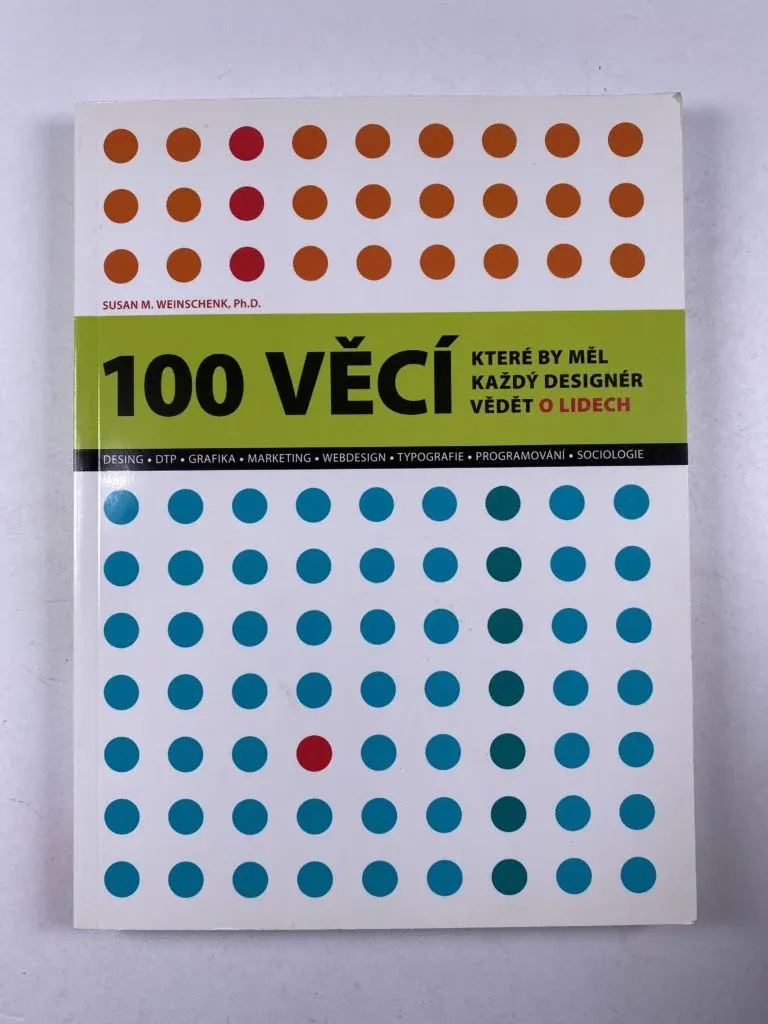 SUSAN M. WEINSCHENK, Ph.D.
100 VĚCÍ
KTERÉ BY MĚL
KAŽDÝ DESIGNÉR
VĚDĚT O LIDECH
DESING • DTP • GRAFIKA • MARKETING • WEBDESIGN • TYPOGRAFIE • PROGRAMOVÁNÍ • SOCIOLOGIE